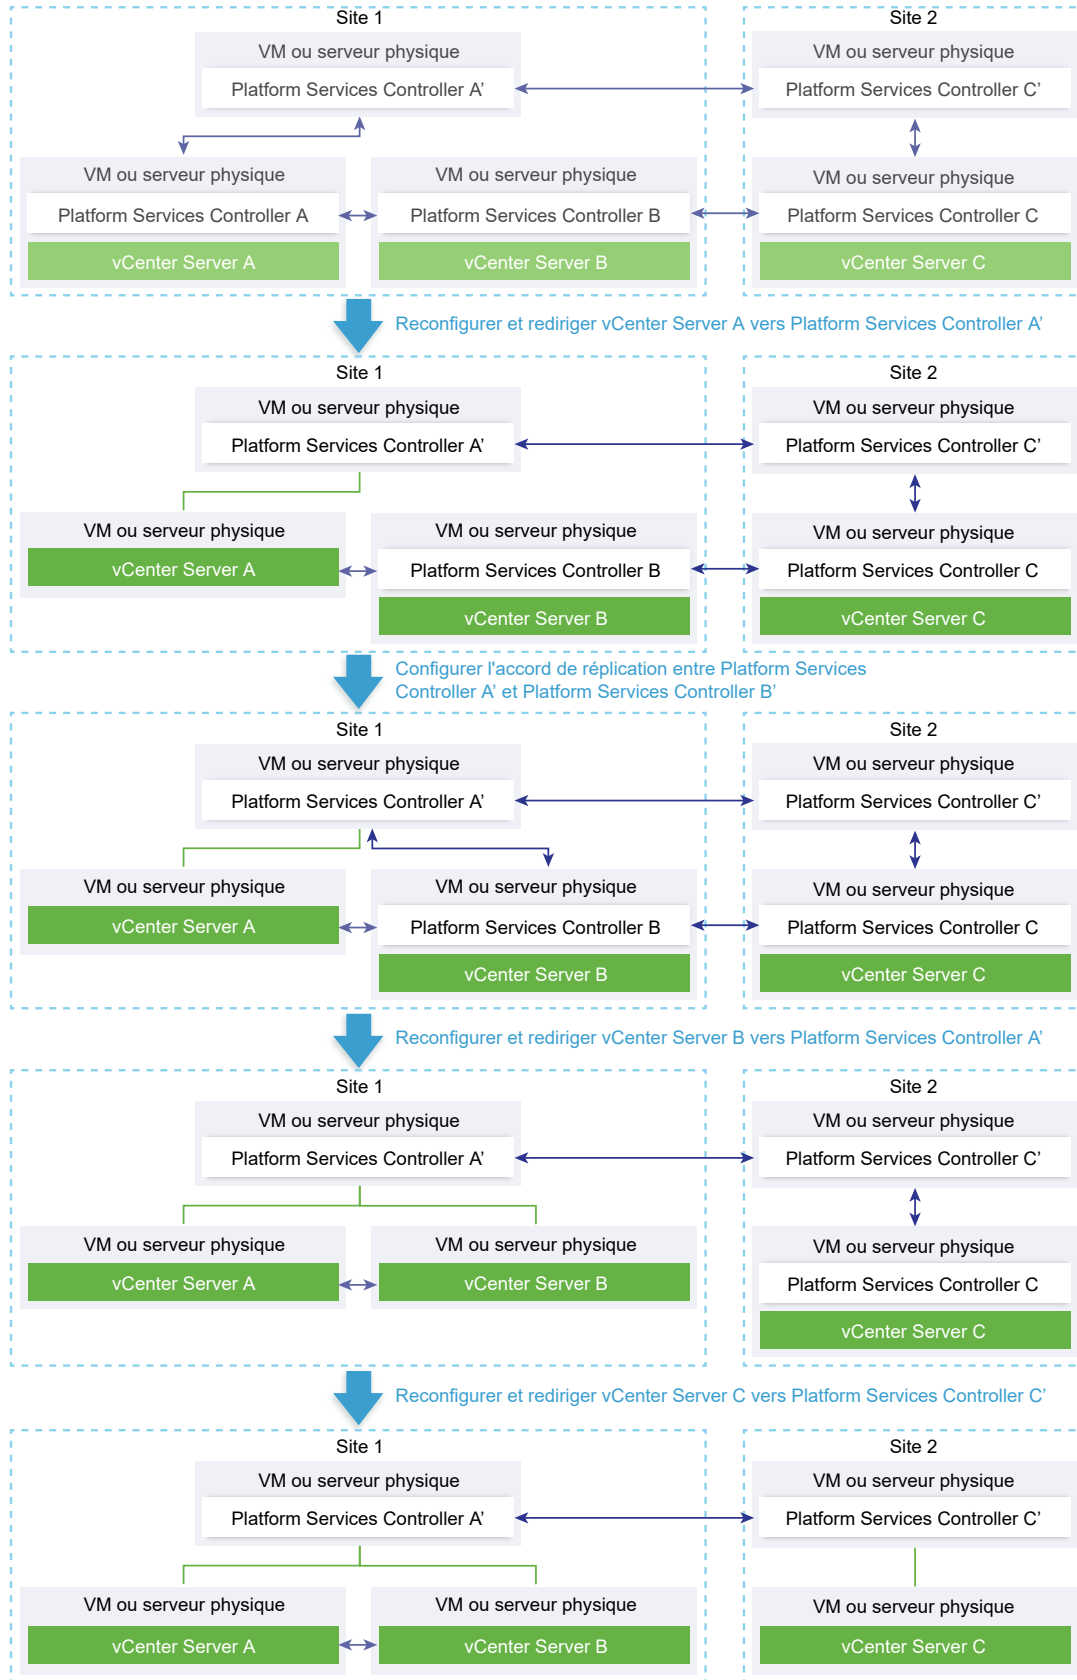 Site 1
Site 2
VM ou serveur physique
VM ou serveur physique
Platform Services Controller A’
Platform Services Controller C’
VM ou serveur physique
VM ou serveur physique
VM ou serveur physique
Platform Services Controller A
Platform Services Controller B
Platform Services Controller C
vCenter Server A
vCenter Server B
vCenter Server C
Reconfigurer et rediriger vCenter Server A vers Platform Services Controller A’
Site 1
Site 2
VM ou serveur physique
VM ou serveur physique
Platform Services Controller A’
Platform Services Controller C’
VM ou serveur physique
VM ou serveur physique
VM ou serveur physique
vCenter Server A
Platform Services Controller B
Platform Services Controller C
vCenter Server B
vCenter Server C
Configurer l'accord de réplication entre Platform Services
Controller A’ et Platform Services Controller B’
Site 1
Site 2
VM ou serveur physique
VM ou serveur physique
Platform Services Controller A’
Platform Services Controller C’
VM ou serveur physique
VM ou serveur physique
VM ou serveur physique
vCenter Server A
Platform Services Controller B
Platform Services Controller C
vCenter Server B
vCenter Server C
Reconfigurer et rediriger vCenter Server B vers Platform Services Controller A’
Site 1
Site 2
VM ou serveur physique
VM ou serveur physique
Platform Services Controller A’
Platform Services Controller C’
VM ou serveur physique
VM ou serveur physique
VM ou serveur physique
vCenter Server A
vCenter Server B
Platform Services Controller C
vCenter Server C
Reconfigurer et rediriger vCenter Server C vers Platform Services Controller C’
Site 1
Site 2
VM ou serveur physique
VM ou serveur physique
Platform Services Controller A’
Platform Services Controller C’
VM ou serveur physique
VM ou serveur physique
VM ou serveur physique
vCenter Server A
vCenter Server B
vCenter Server C